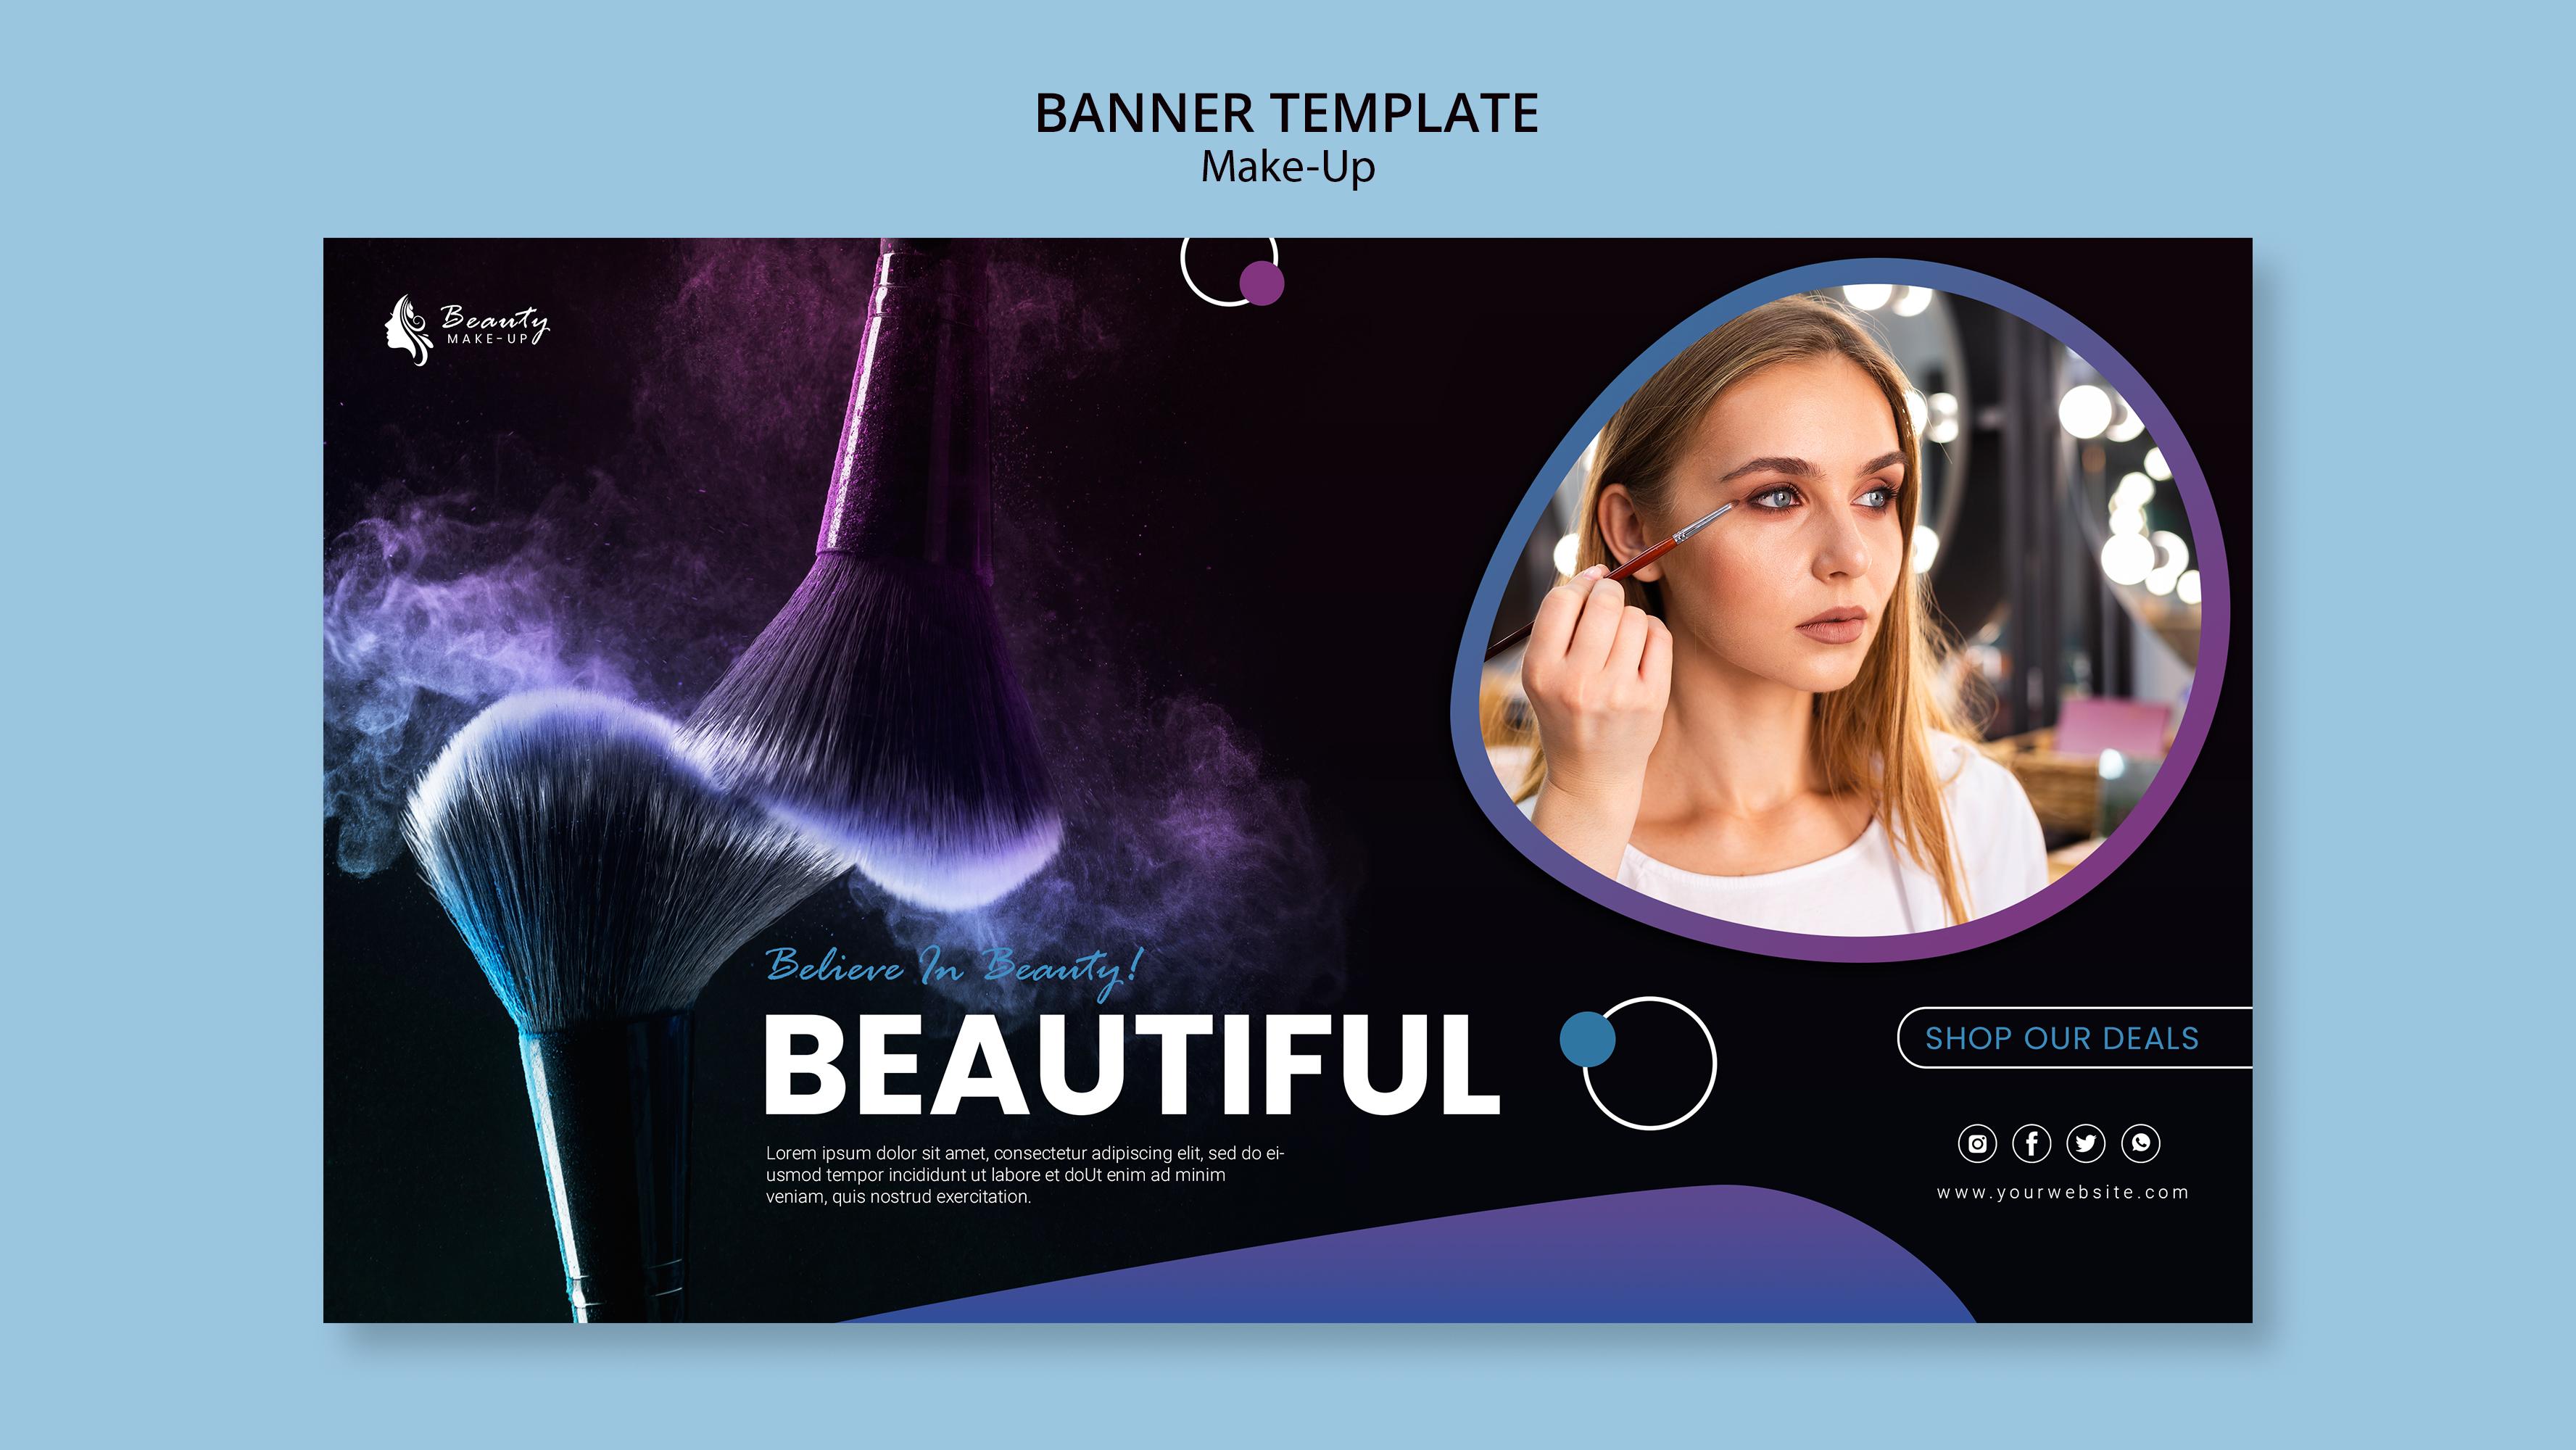 BANNER TEMPLATE
Make-Up
Beauty
MAKE-UP
Believe In Beauty!
BEAUTIFUL
Lorem ipsum dolor sit amet, consectetur adipiscing elit, sed do ei-
usmod tempor incididunt ut labore et doUt enim ad minim
veniam, quis nostrud exercitation.
SHOP OUR DEALS
www.yourwebsite.com